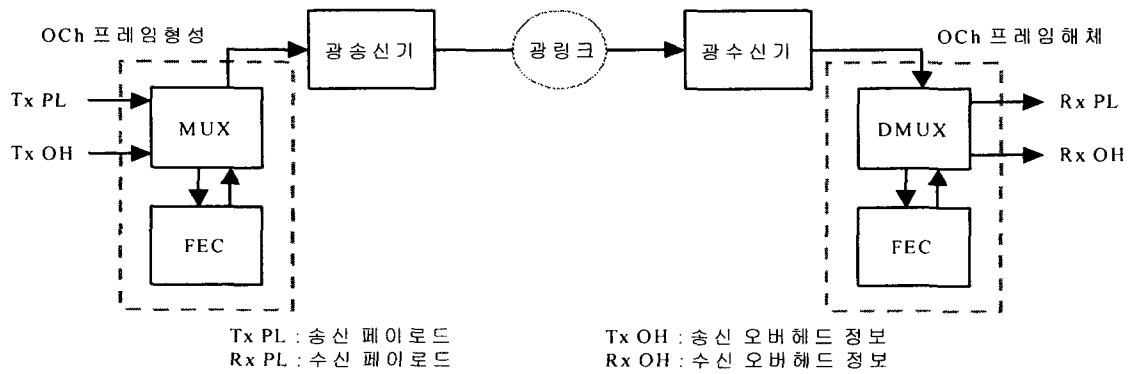 OCh 프레임형성
광송신기
광링크
광수신기
OCh 프레임해체
Tx PL
MUX
Tx OH
FEC
DMUX
Rx PL
Rx OH
FEC
Tx PL : 송신 페이로드
Tx OH : 송신 오버헤드 정보
Rx PL : 수신 페이로드
Rx OH : 수신 오버헤드 정보